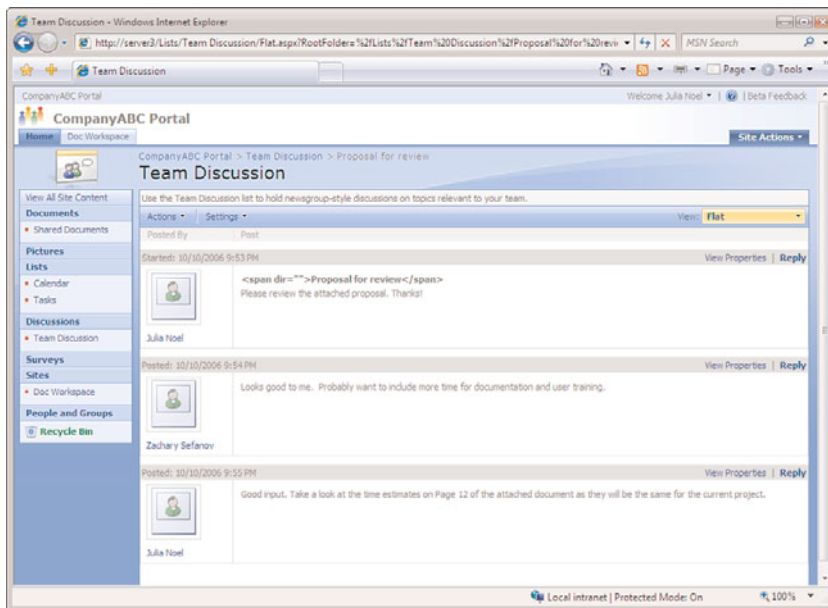 Team Discussion - Windows Internet Explorer
http://server3/Lists/Team Discussion/Flat.aspx?RootFolder=%2fLists%2fTeam%20Discussion%2fProposal%20for%20revi
MSN Search
Team Discussion
Page
Tools
CompanyABC Portal
Welcome Julia Noel
Beta Feedback
CompanyABC Portal
Home
Doc Workspace
Site Actions
CompanyABC Portal > Team Discussion > Proposal for review
Team Discussion
View All Site Content
Documents
Shared Documents
Pictures
Lists
Calendar
Tasks
Discussions
Team Discussion
Surveys
Sites
Doc Workspace
People and Groups
Recycle Bin
Use the Team Discussion list to hold newsgroup-style discussions on topics relevant to your team.
Actions
Settings
View: Flat
Posted By
Post
Started: 10/10/2006 9:53 PM
View Properties | Reply
<span dir="">Proposal for review</span>
Please review the attached proposal. Thanks!
Julia Noel
Posted: 10/10/2006 9:54 PM
View Properties | Reply
Looks good to me.  Probably want to include more time for documentation and user training.
Zachary Sefanov
Posted: 10/10/2006 9:55 PM
View Properties | Reply
Good input. Take a look at the time estimates on Page 12 of the attached document as they will be the same for the current project.
Julia Noel
Local intranet | Protected Mode: On
100%